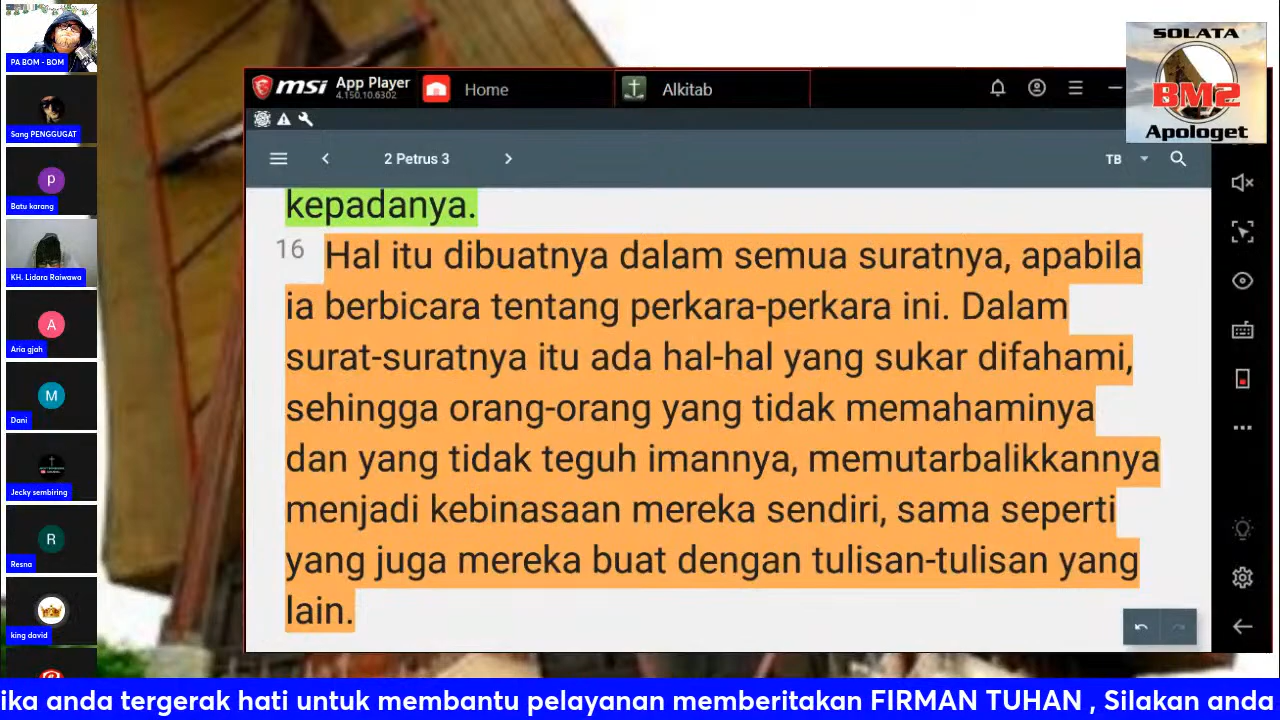 PA BOM - BOM
Sang PENGGUGAT
P
Batu karang
KH. Lidara Raiwawa
A
Aria gjah
M
Dani
Jecky sembiring
R
Resna
king david
msi App Player
4.150.10.6302
Home
Alkitab
SOLATA
BM2
Apologet
2 Petrus 3
TB
kepadanya.
16 Hal itu dibuatnya dalam semua suratnya, apabila
ia berbicara tentang perkara-perkara ini. Dalam
surat-suratnya itu ada hal-hal yang sukar difahami,
sehingga orang-orang yang tidak memahaminya
dan yang tidak teguh imannya, memutarbalikkannya
menjadi kebinasaan mereka sendiri, sama seperti
yang juga mereka buat dengan tulisan-tulisan yang
lain.
ika anda tergerak hati untuk membantu pelayanan memberitakan FIRMAN TUHAN , Silakan anda